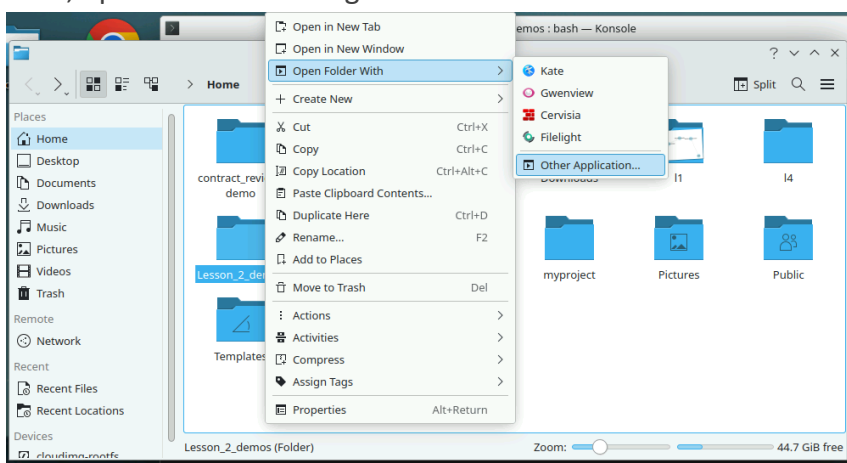 emos : bash — Konsole
Home
Split
Places
Home
Desktop
Documents
Downloads
Music
Pictures
Videos
Trash
Remote
Network
Recent
Recent Files
Recent Locations
Devices
cloudimg-rootfs
Open in New Tab
Open in New Window
Open Folder With
Create New
Cut Ctrl+X
Copy Ctrl+C
Copy Location Ctrl+Alt+C
Paste Clipboard Contents...
Duplicate Here Ctrl+D
Rename... F2
Add to Places
Move to Trash Del
Actions
Activities
Compress
Assign Tags
Properties Alt+Return
Kate
Gwenview
Cervisia
Filelight
Other Application...
contract_revi
demo
Downloads
l1
l4
Lesson_2_de
myproject
Pictures
Public
Templates
Lesson_2_demos (Folder)
Zoom:
44.7 GiB free